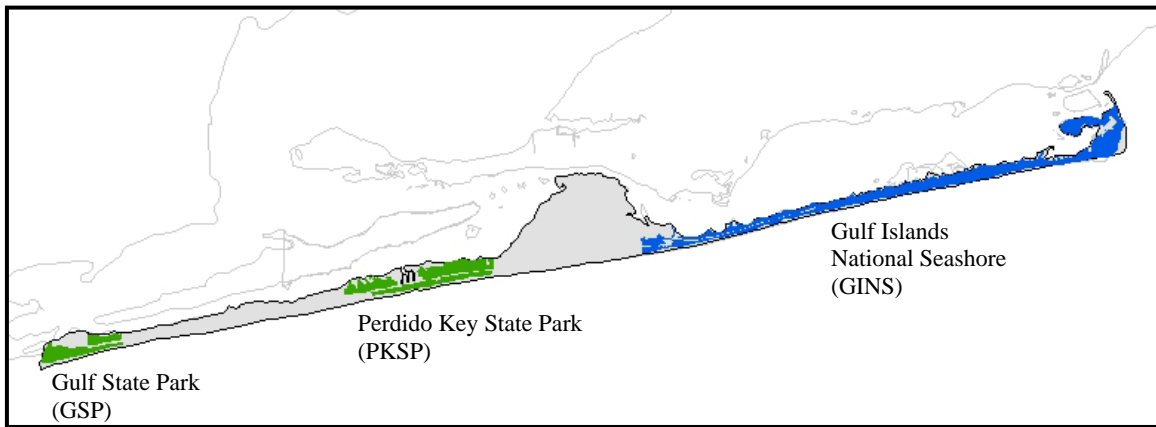 Gulf Islands
National Seashore
(GINS)
Perdido Key State Park
(PKSP)
Gulf State Park
(GSP)